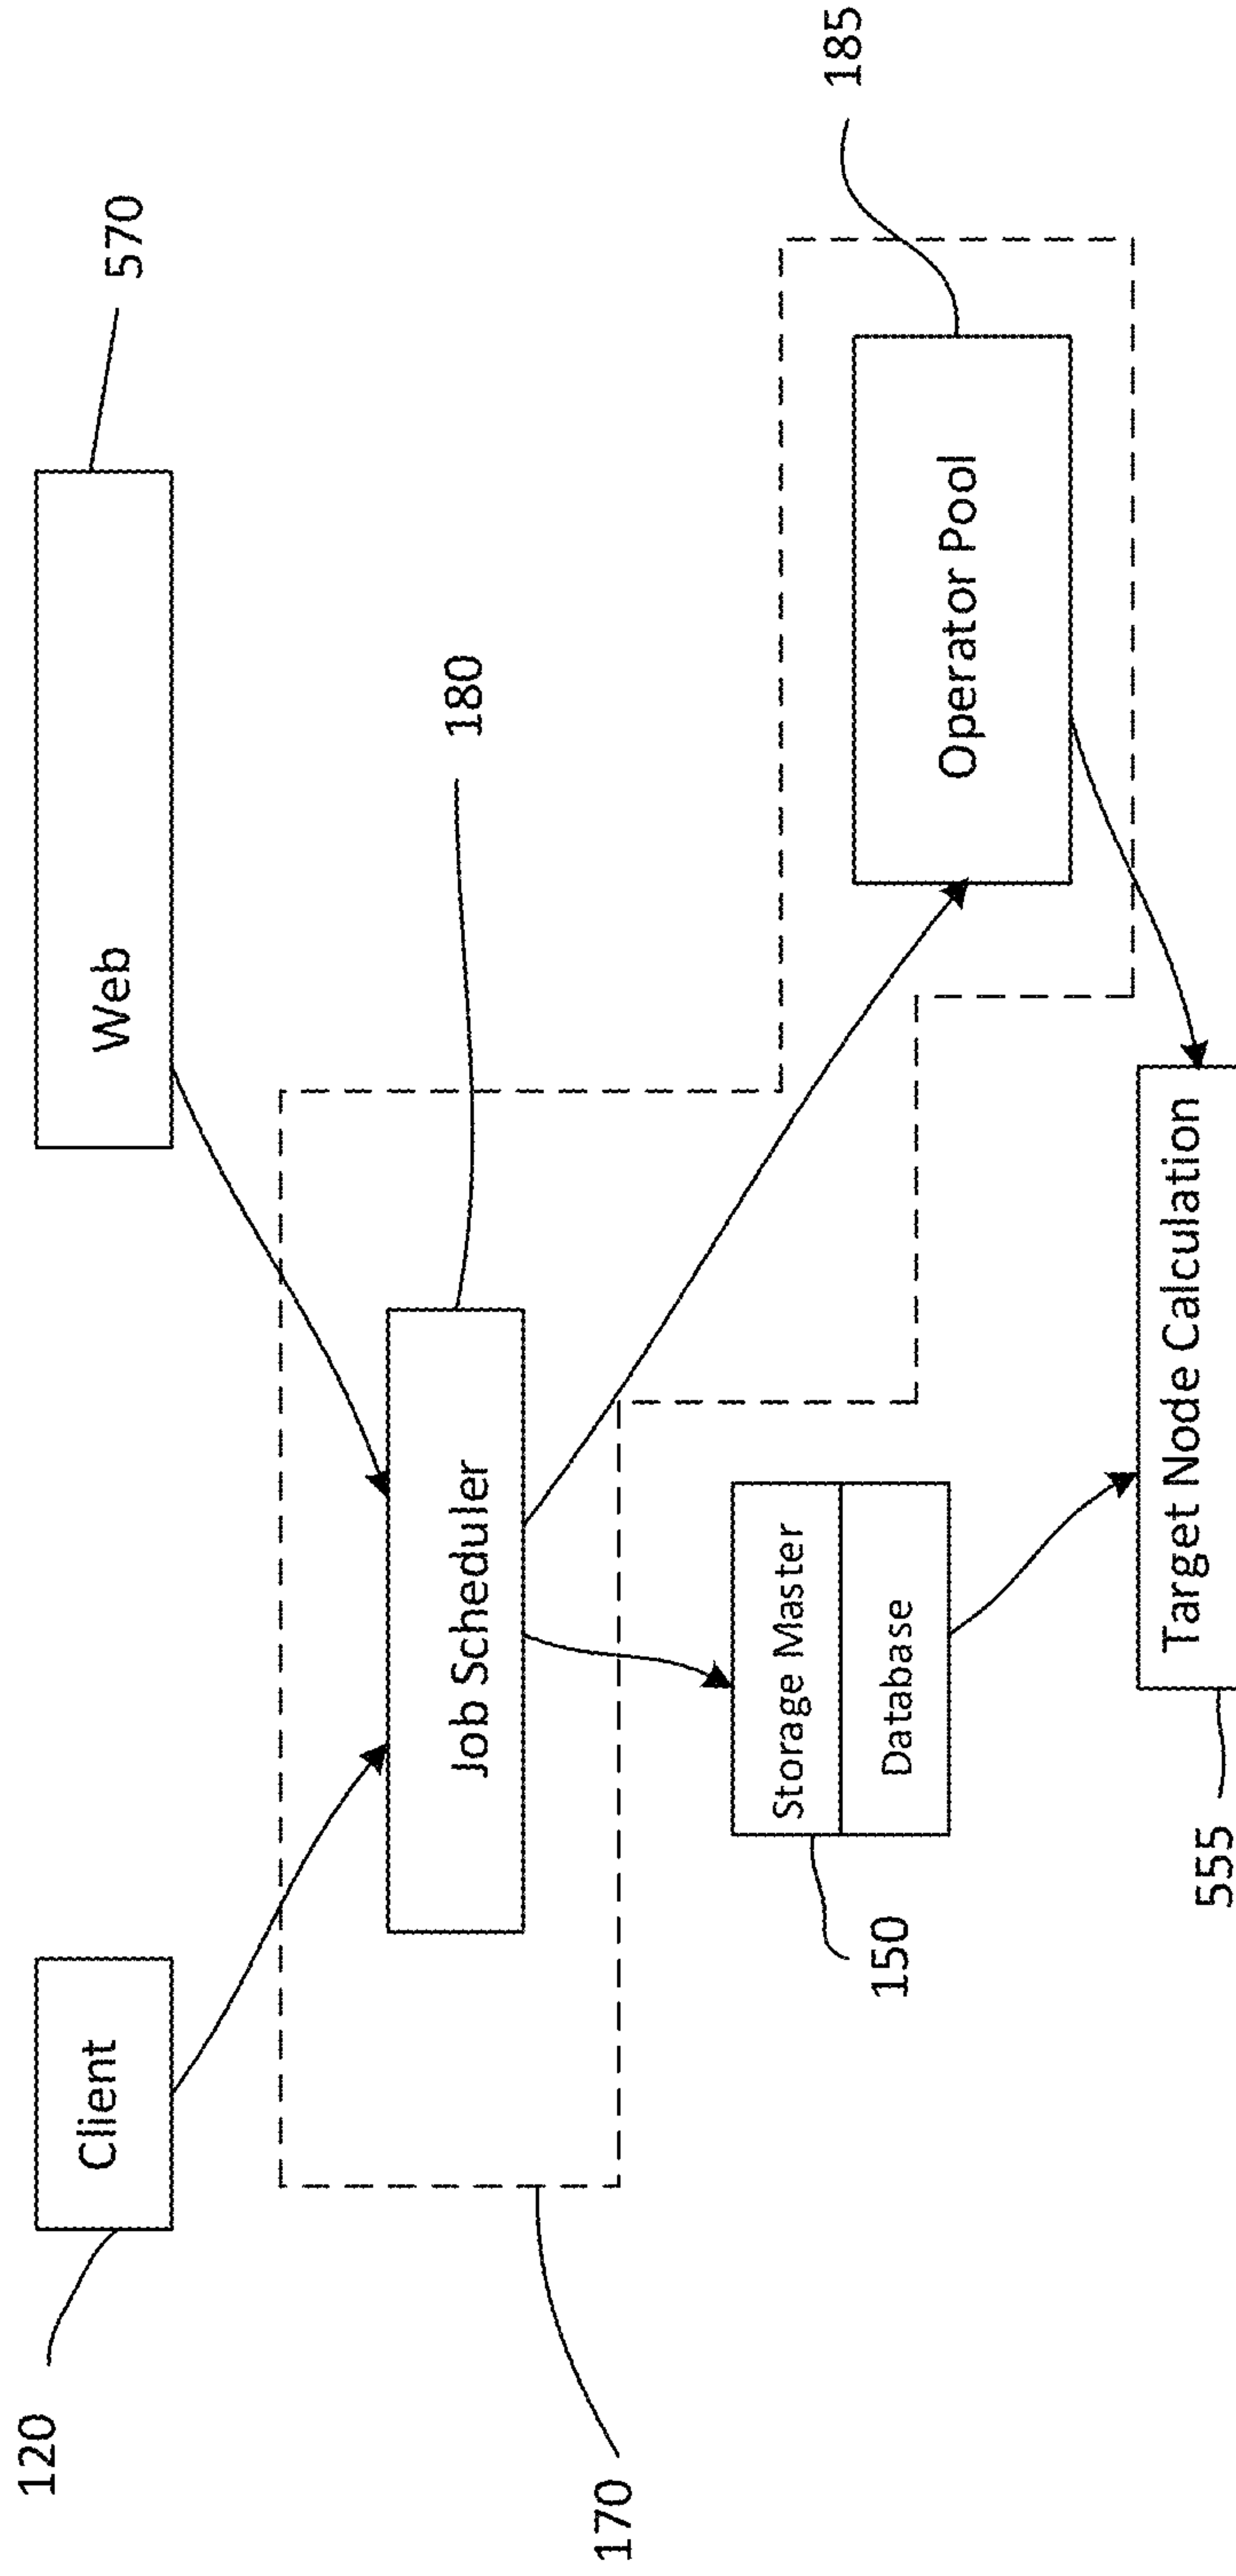 Client
Web
120
570
Job Scheduler
180
170
Storage Master
Database
150
Operator Pool
185
Target Node Calculation
555